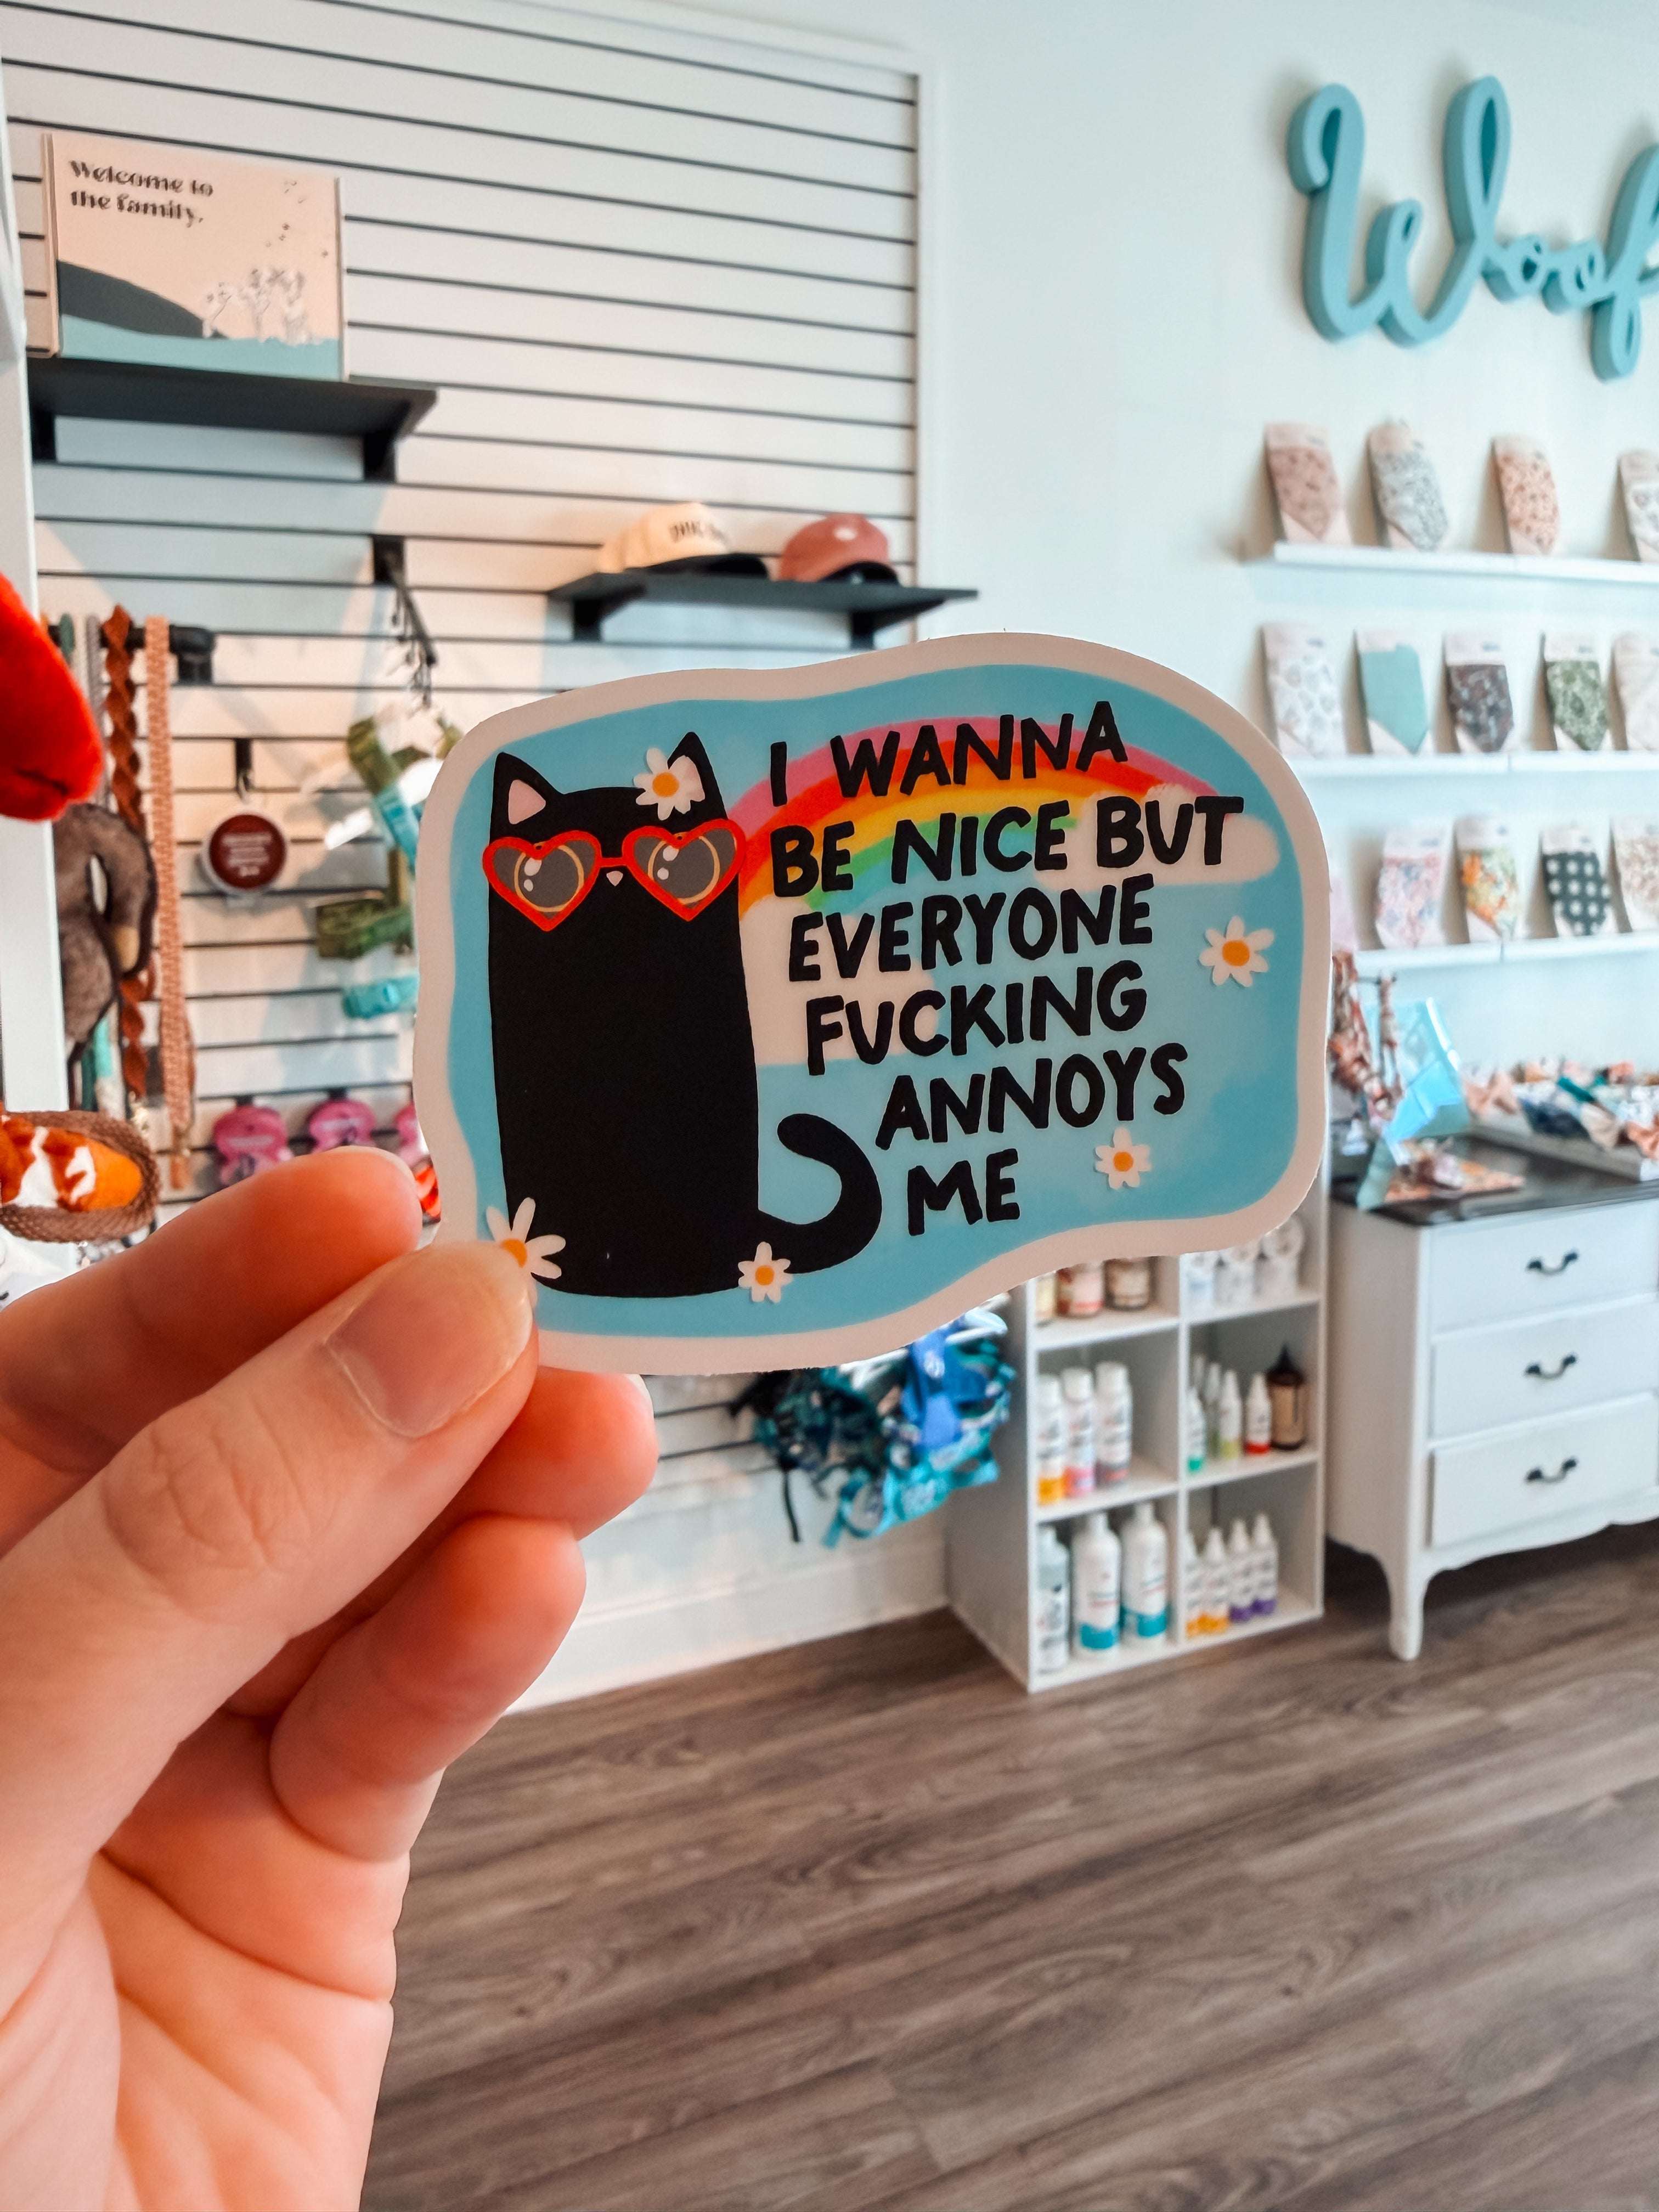 Welcome to
the family.
Woof
I WANNA
BE NICE BUT
EVERYONE
FUCKING
ANNOYS
ME